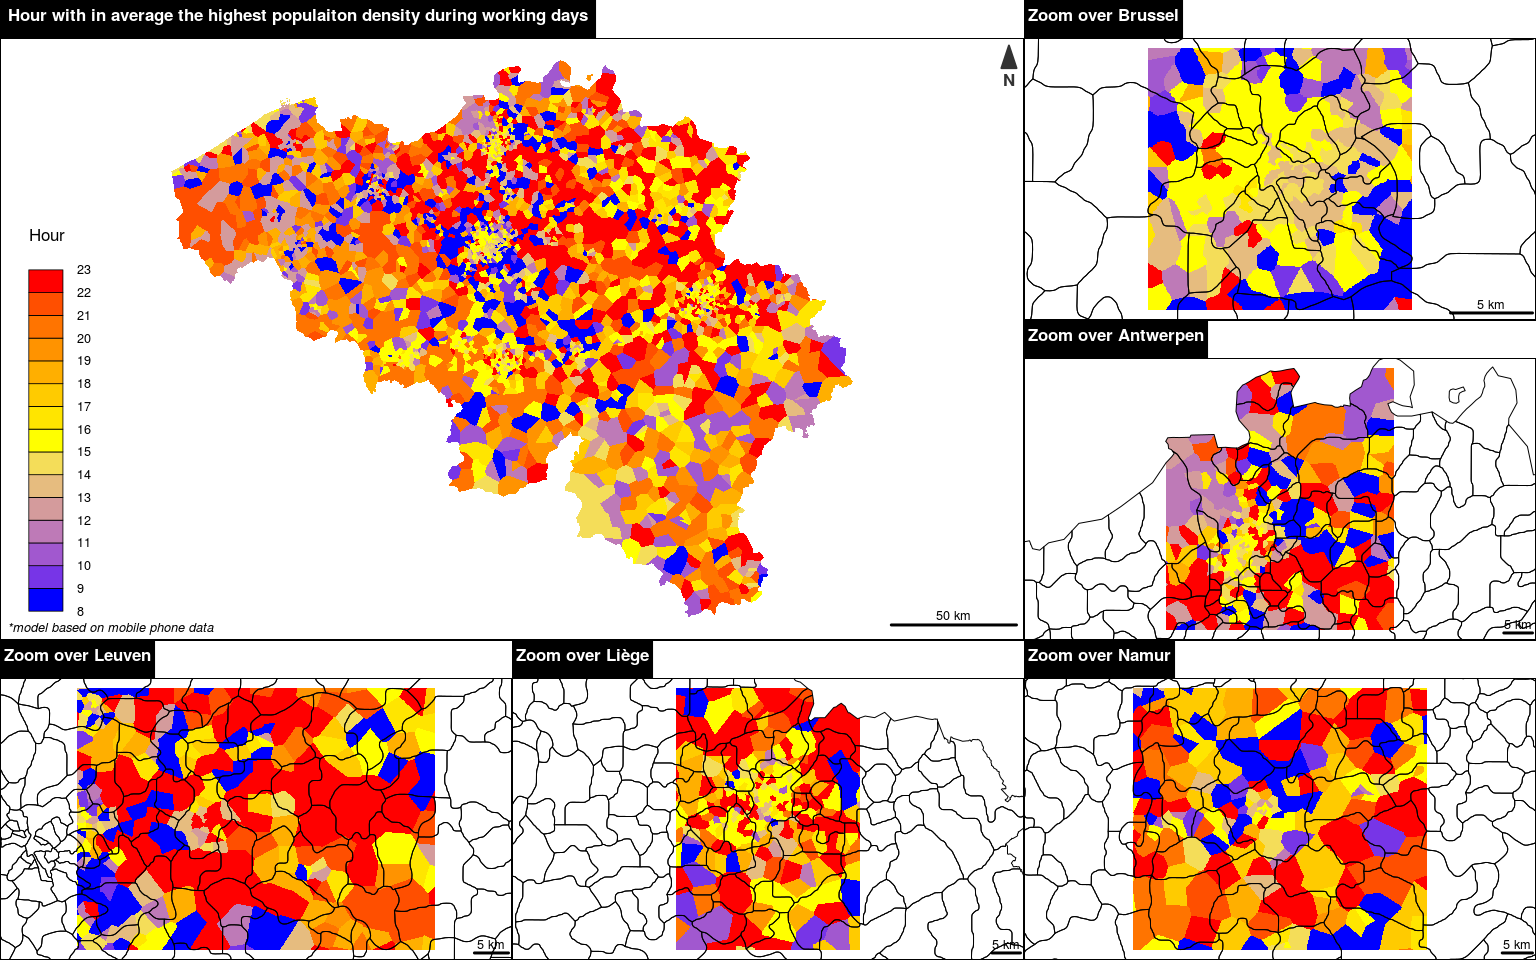 Hour with in average the highest populaiton density during working days
N
Hour
23
22
21
20
19
18
17
16
15
14
13
12
11
10
9
8
*model based on mobile phone data
50 km
Zoom over Brussel
5 km
Zoom over Antwerpen
5 km
Zoom over Leuven
5 km
Zoom over Liège
5 km
Zoom over Namur
5 km